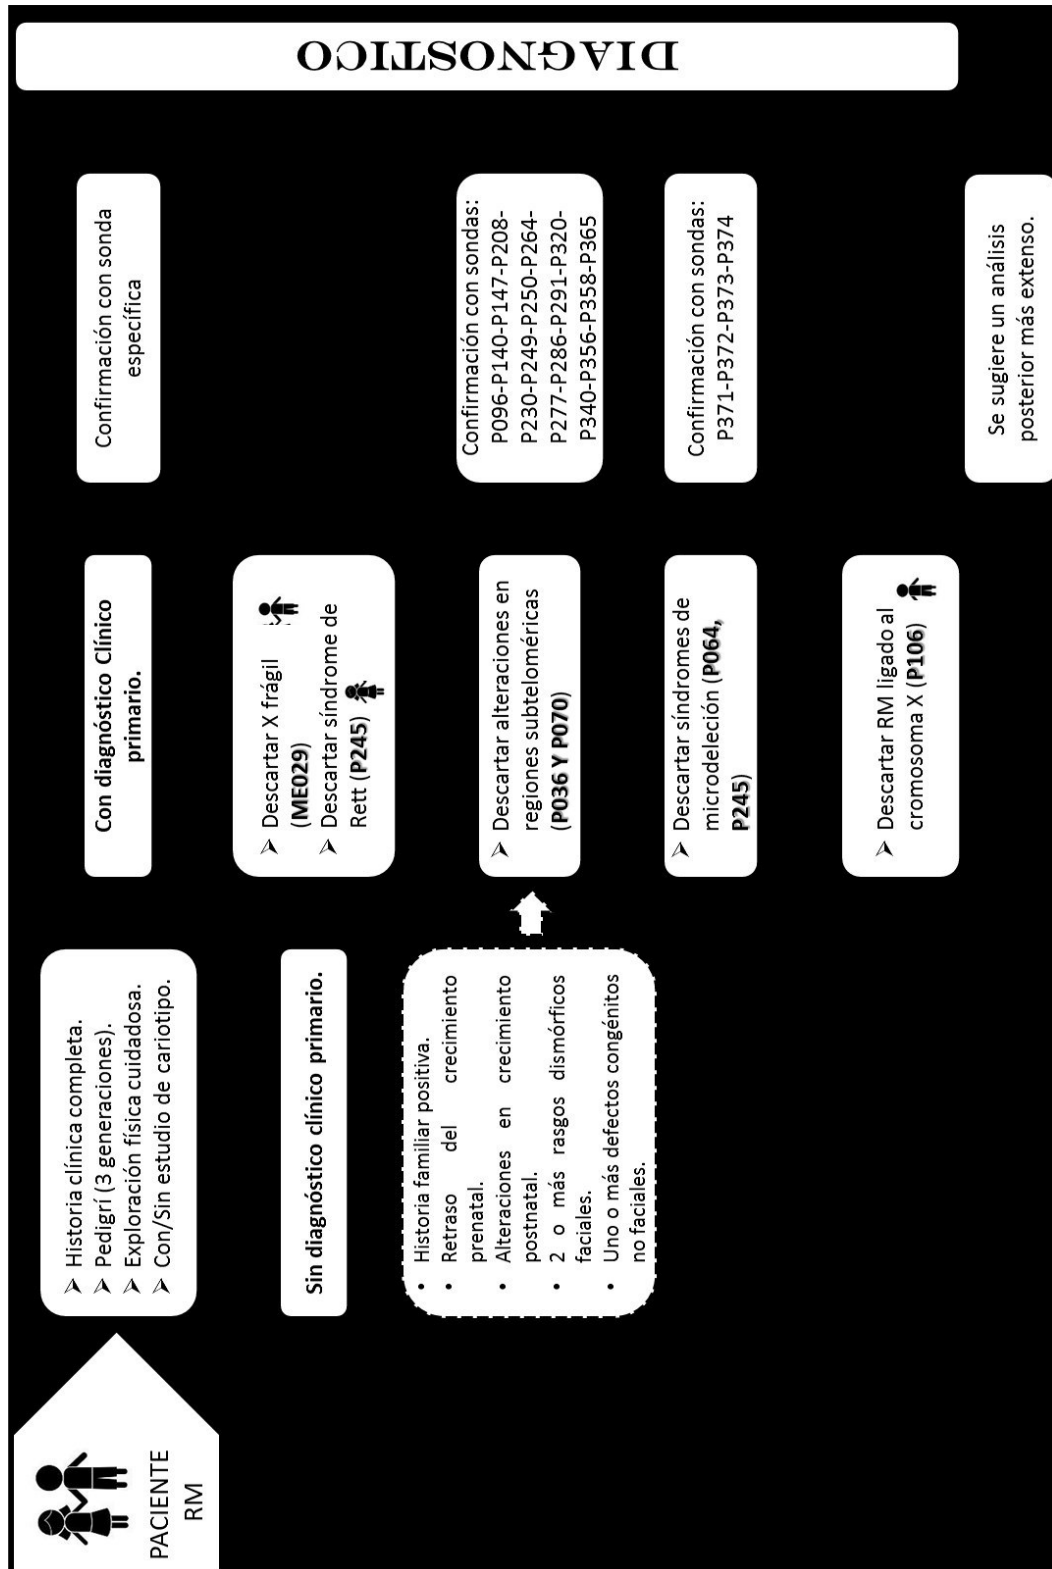 PACIENTE
RM
➢ Historia clínica completa.
➢ Pedigrí (3 generaciones).
➢ Exploración física cuidadosa.
➢ Con/Sin estudio de cariotipo.
Con diagnóstico Clínico
primario.
Confirmación con sonda
específica
Sin diagnóstico clínico primario.
➢ Descartar X frágil
(ME029)
➢ Descartar síndrome de
Rett (P245)
• Historia familiar positiva.
• Retraso del crecimiento
prenatal.
• Alteraciones en crecimiento
postnatal.
• 2 o más rasgos dismórficos
faciales.
• Uno o más defectos congénitos
no faciales.
➢ Descartar alteraciones en
regiones subteloméricas
(P036 Y P070)
Confirmación con sondas:
P096-P140-P147-P208-
P230-P249-P250-P264-
P277-P286-P291-P320-
P340-P356-P358-P365
➢ Descartar síndromes de
microdeleción (P064,
P245)
Confirmación con sondas:
P371-P372-P373-P374
➢ Descartar RM ligado al
cromosoma X (P106)
Se sugiere un análisis
posterior más extenso.
DIAGNOSTICO